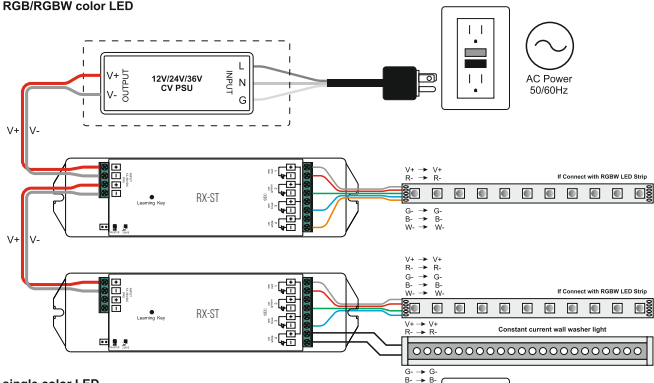 RGB/RGBW color LED
V+
V-
OUTPUT
12V/24V/36V
CV PSU
INPUT
L
N
G
AC Power
50/60Hz
V+
V-
RX-ST
Learning Key
V+ → V+
R- → R-
If Connect with RGBW LED Strip
G- → G-
B- → B-
W- → W-
V+
V-
RX-ST
Learning Key
V+ → V+
R- → R-
G- → G-
B- → B-
W- → W-
If Connect with RGBW LED Strip
V+ → V+
R- → R-
Constant current wall washer light
G- → G-
B- → B-
single color LED